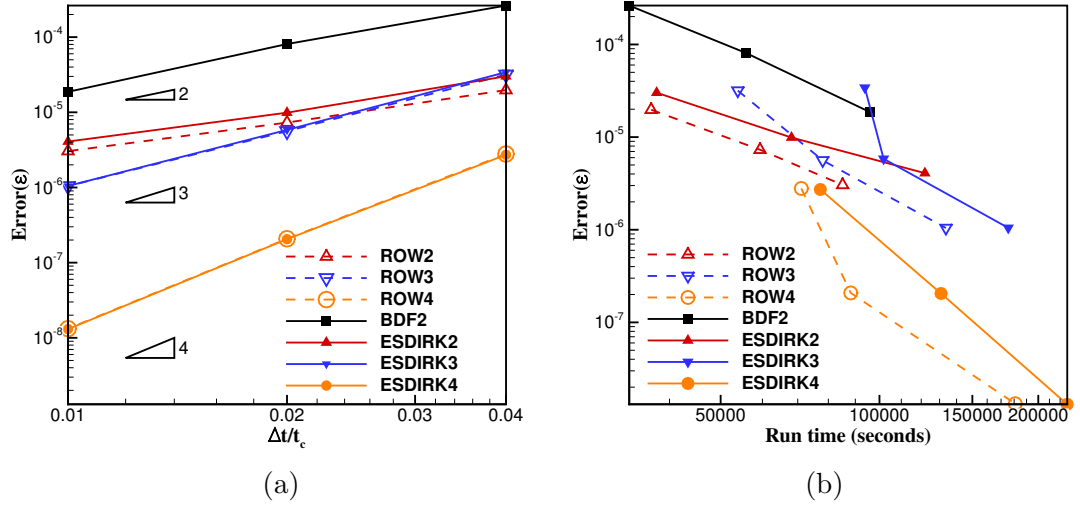 Error(ε)
10⁻⁴
10⁻⁵
10⁻⁶
10⁻⁷
10⁻⁸
2
3
4
ROW2
ROW3
ROW4
BDF2
ESDIRK2
ESDIRK3
ESDIRK4
0.01
0.02
0.03
0.04
Δt/t_c
(a)
Error(ε)
10⁻⁴
10⁻⁵
10⁻⁶
10⁻⁷
ROW2
ROW3
ROW4
BDF2
ESDIRK2
ESDIRK3
ESDIRK4
50000
100000
150000
200000
Run time (seconds)
(b)